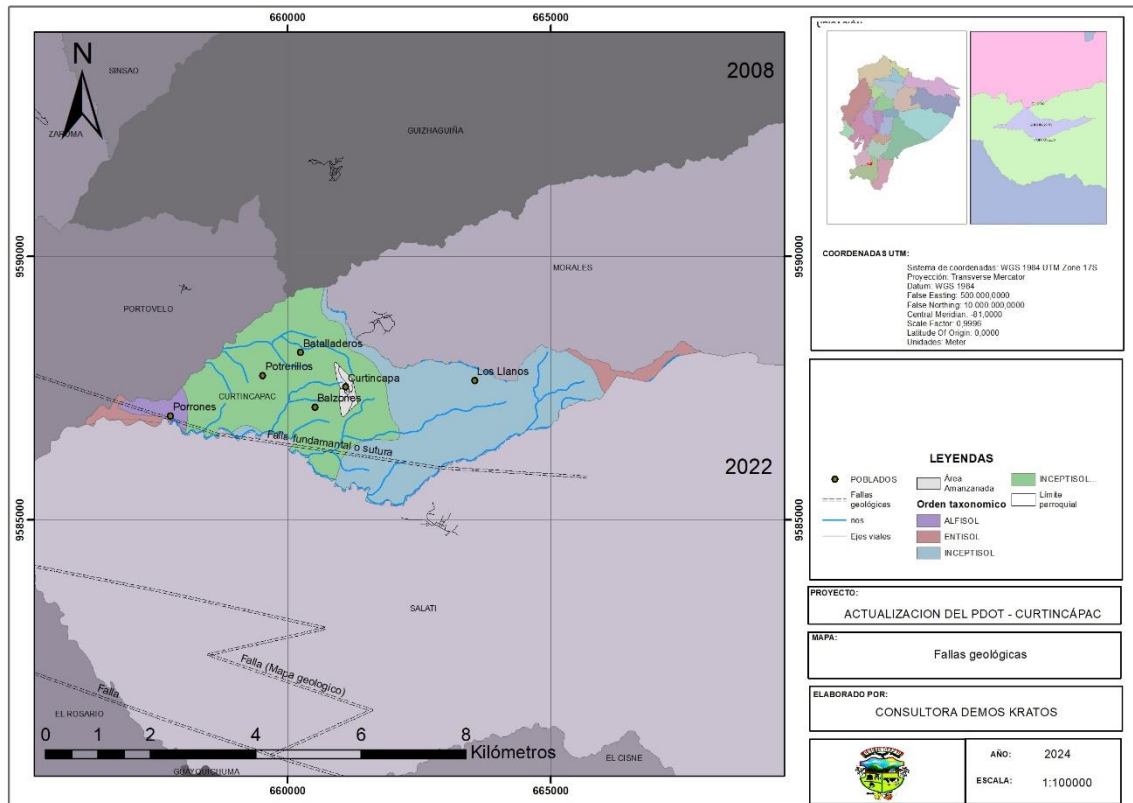 660000
665000
N
2008
SINSAO
ZARUMA
GUIZHAGUIÑA
9590000
9590000
MORALES
PORTOVELO
Batalladeros
Potrerillos
Curtincapa
Los Llanos
CURTINCAPAC
Balzones
Porrones
Falla fundamantal o sutura
2022
9585000
9585000
SALATI
Falla (Mapa geologico)
Falla
EL ROSARIO
0 1 2 4 6 8
Kilómetros
GUAYQUICHUMA
EL CISNE
660000
665000
UBICACIÓN
COORDENADAS UTM:
Sistema de coordenadas: WGS 1984 UTM Zone 17S
Proyección: Transverse Mercator
Datum: WGS 1984
False Easting: 500.000,0000
False Northing: 10.000.000,0000
Central Meridian: -81,0000
Scale Factor: 0,9996
Latitude Of Origin: 0,0000
Unidades: Meter
LEYENDAS
POBLADOS
Fallas
geológicas
rios
Ejes viales
Área
Amanzanada
Orden taxonomico
ALFISOL
ENTISOL
INCEPTISOL
INCEPTISOL...
Límite
perroquial
PROYECTO:
ACTUALIZACION DEL PDOT - CURTINCÁPAC
MAPA:
Fallas geológicas
ELABORADO POR:
CONSULTORA DEMOS KRATOS
AÑO: 2024
ESCALA: 1:100000